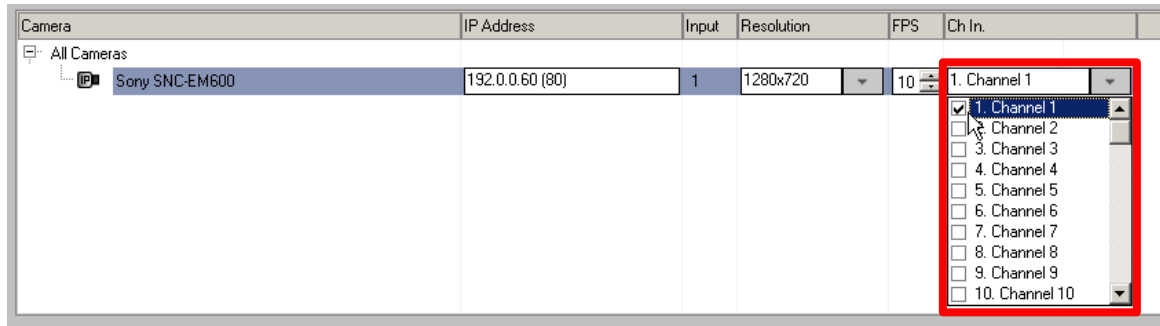 Camera IP Address Input Resolution FPS Ch In.
All Cameras
IP Sony SNC-EM600 192.0.0.60 (80) 1 1280x720 10 1. Channel 1
1. Channel 1
2. Channel 2
3. Channel 3
4. Channel 4
5. Channel 5
6. Channel 6
7. Channel 7
8. Channel 8
9. Channel 9
10. Channel 10